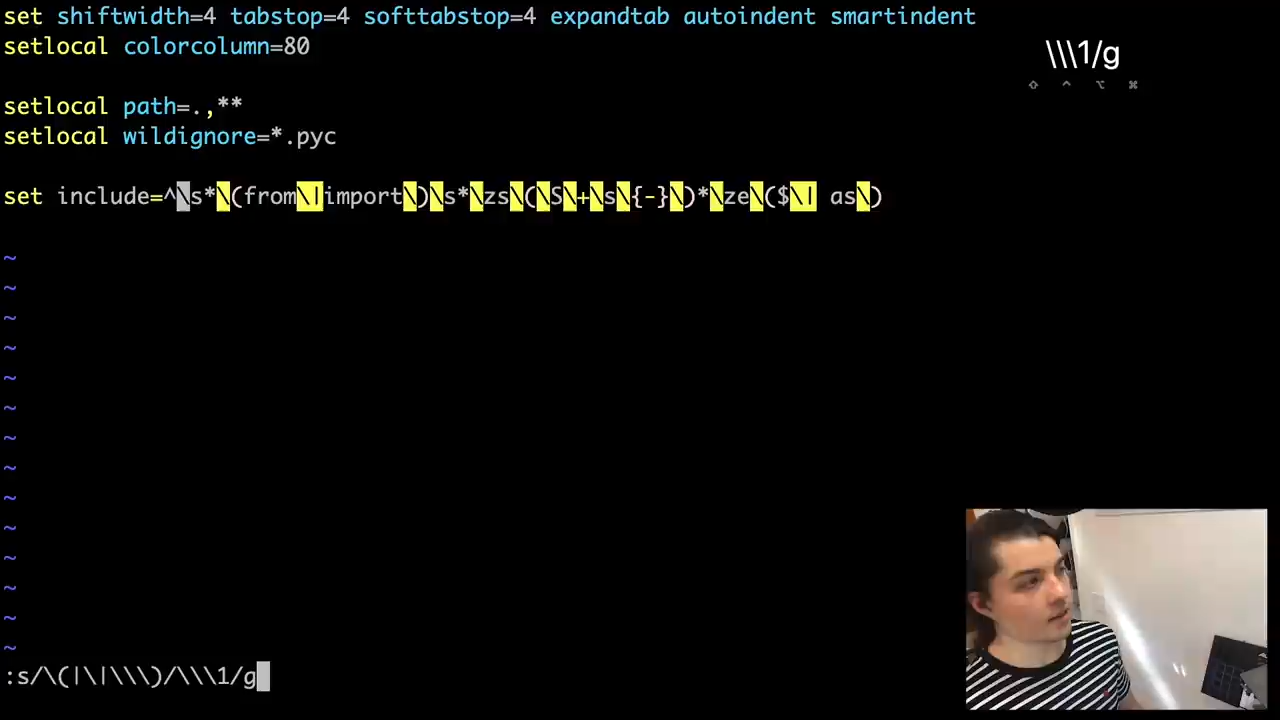 set shiftwidth=4 tabstop=4 softtabstop=4 expandtab autoindent smartindent
setlocal colorcolumn=80
\\\1/g
⇧ ^ ⌥ ⌘
setlocal path=.,**
setlocal wildignore=*.pyc
set include=^\s*\(from\|import\)\s*\zs\(\S\+\s\{-}\)*\ze\($\| as\)
~
~
~
~
~
~
~
~
~
~
~
~
~
~
:s/\(|\|\\\)/\\\1/g